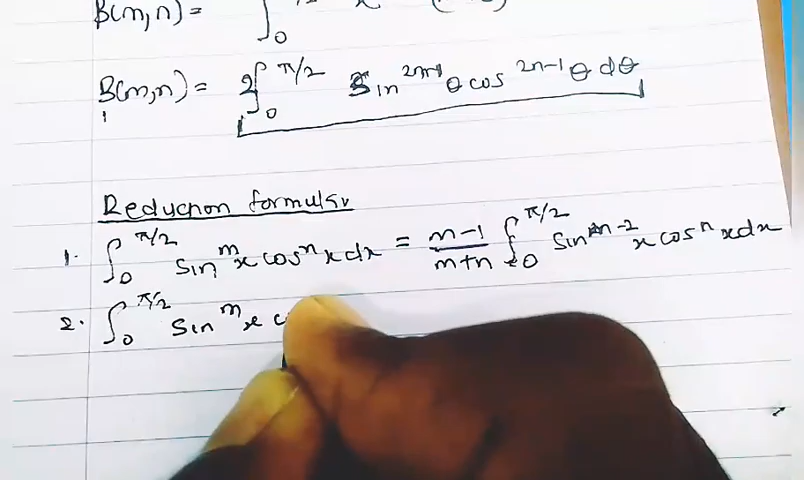 B(m,n) = ∫₀
B(m,n) = 2∫₀^π/2 Sin^2m-1 θ cos^2n-1 θ dθ
Reduction formular
1. ∫₀^π/2 sin^m x cos^n x dx = m-1/m+n ∫₀^π/2 sin^m-2 x cos^n x dx
2. ∫₀^π/2 Sin^m x c